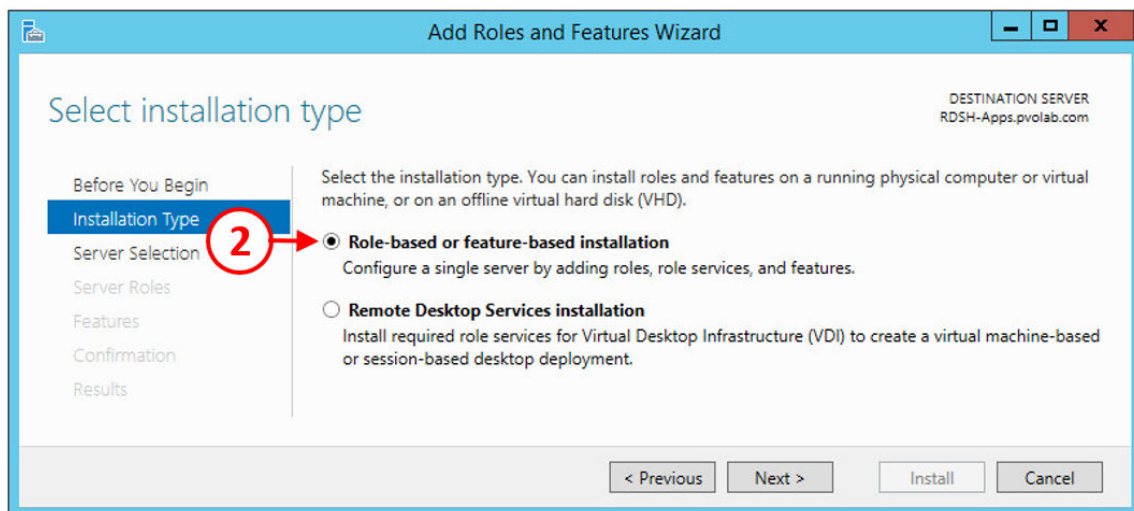 Add Roles and Features Wizard
Select installation type
DESTINATION SERVER
RDSH-Apps.pvolab.com
Before You Begin
Installation Type
Server Selection
Server Roles
Features
Confirmation
Results
Select the installation type. You can install roles and features on a running physical computer or virtual
machine, or on an offline virtual hard disk (VHD).
2
Role-based or feature-based installation
Configure a single server by adding roles, role services, and features.
Remote Desktop Services installation
Install required role services for Virtual Desktop Infrastructure (VDI) to create a virtual machine-based
or session-based desktop deployment.
< Previous
Next >
Install
Cancel